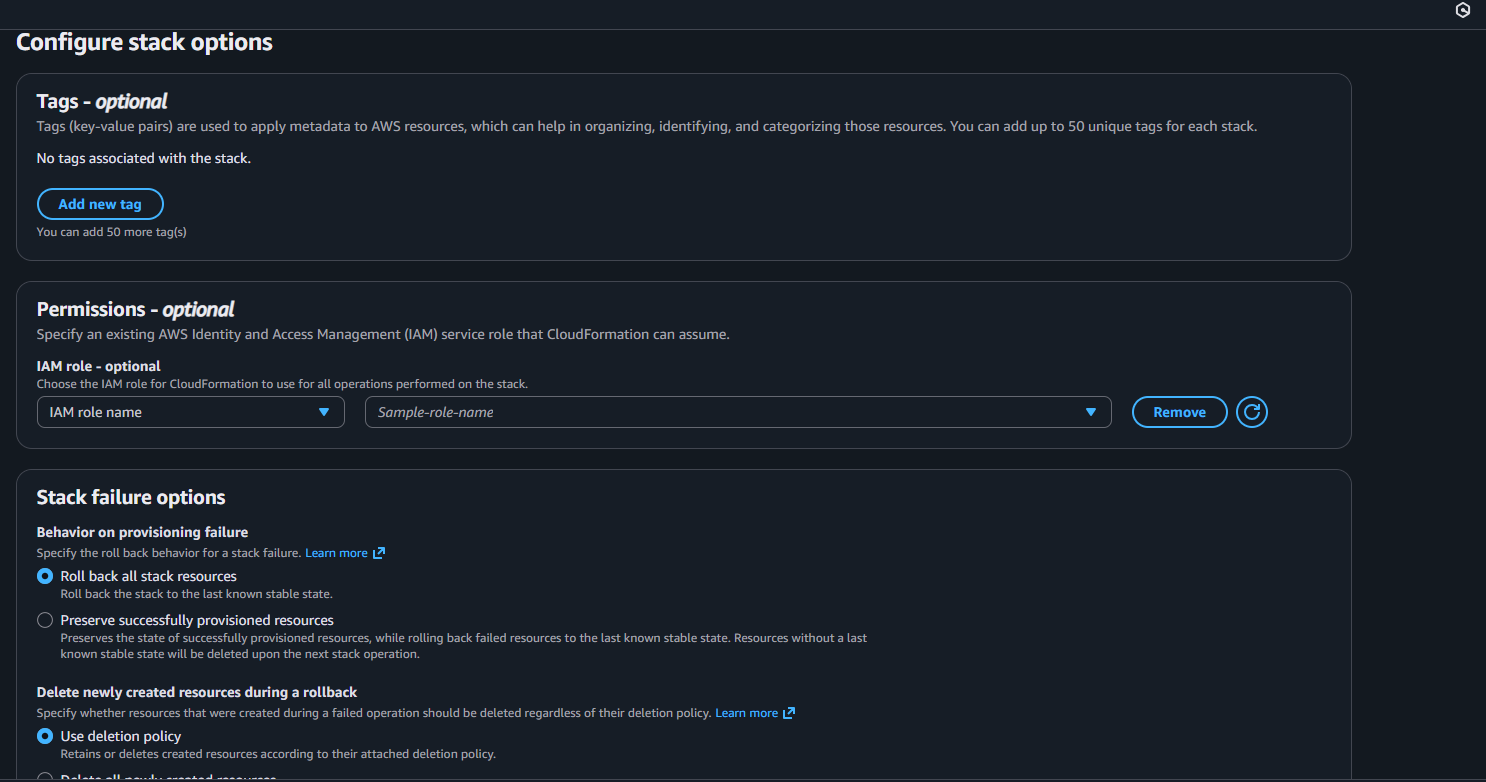 Configure stack options
Tags - optional
Tags (key-value pairs) are used to apply metadata to AWS resources, which can help in organizing, identifying, and categorizing those resources. You can add up to 50 unique tags for each stack.
No tags associated with the stack.
Add new tag
You can add 50 more tag(s)
Permissions - optional
Specify an existing AWS Identity and Access Management (IAM) service role that CloudFormation can assume.
IAM role - optional
Choose the IAM role for CloudFormation to use for all operations performed on the stack.
IAM role name Sample-role-name Remove
Stack failure options
Behavior on provisioning failure
Specify the roll back behavior for a stack failure. Learn more
Roll back all stack resources
Roll back the stack to the last known stable state.
Preserve successfully provisioned resources
Preserves the state of successfully provisioned resources, while rolling back failed resources to the last known stable state. Resources without a last
known stable state will be deleted upon the next stack operation.
Delete newly created resources during a rollback
Specify whether resources that were created during a failed operation should be deleted regardless of their deletion policy. Learn more
Use deletion policy
Retains or deletes created resources according to their attached deletion policy.
Delete all newly created resources